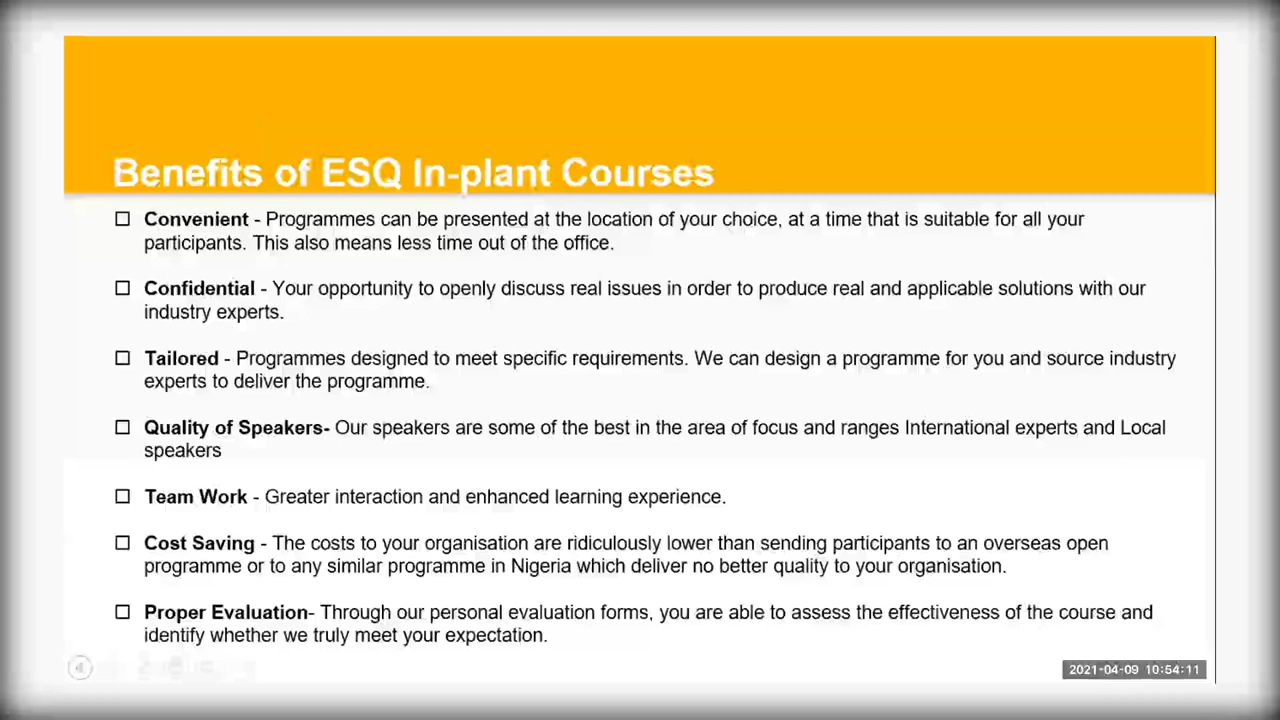 Benefits of ESQ In-plant Courses
Convenient - Programmes can be presented at the location of your choice, at a time that is suitable for all your
participants. This also means less time out of the office.
Confidential - Your opportunity to openly discuss real issues in order to produce real and applicable solutions with our
industry experts.
Tailored - Programmes designed to meet specific requirements. We can design a programme for you and source industry
experts to deliver the programme.
Quality of Speakers- Our speakers are some of the best in the area of focus and ranges International experts and Local
speakers
Team Work - Greater interaction and enhanced learning experience.
Cost Saving - The costs to your organisation are ridiculously lower than sending participants to an overseas open
programme or to any similar programme in Nigeria which deliver no better quality to your organisation.
Proper Evaluation- Through our personal evaluation forms, you are able to assess the effectiveness of the course and
identify whether we truly meet your expectation.
2021-04-09 10:54:11